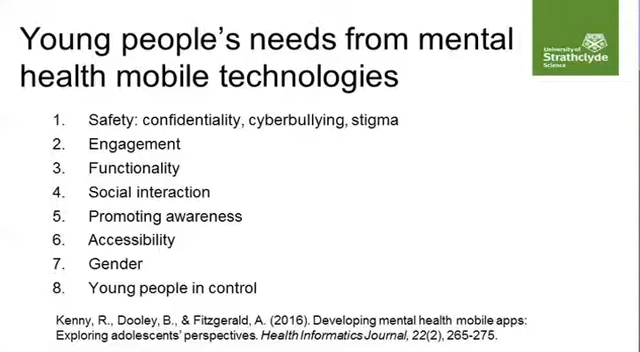 Young people's needs from mental
health mobile technologies
University of
Strathclyde
Science
1. Safety: confidentiality, cyberbullying, stigma
2. Engagement
3. Functionality
4. Social interaction
5. Promoting awareness
6. Accessibility
7. Gender
8. Young people in control
Kenny, R., Dooley, B., & Fitzgerald, A. (2016). Developing mental health mobile apps:
Exploring adolescents' perspectives. Health Informatics Journal, 22(2), 265-275.